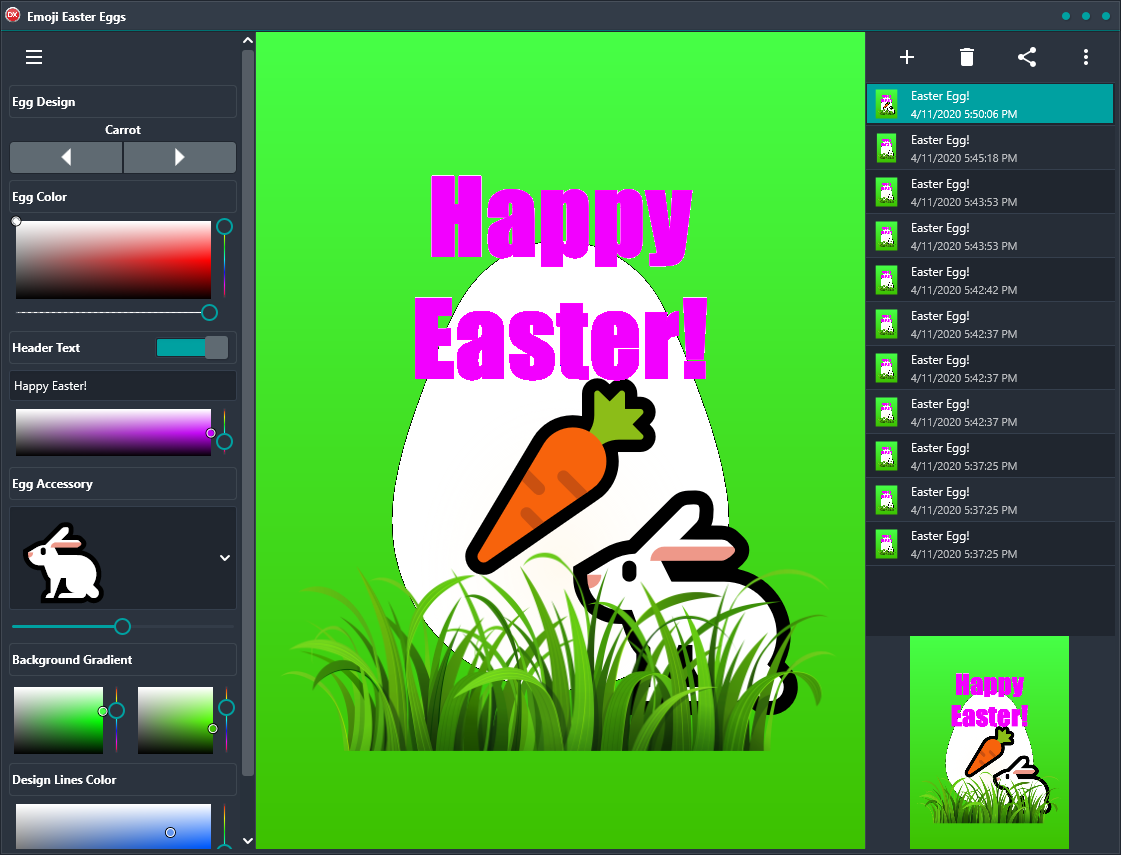 DX
Emoji Easter Eggs
Egg Design
Carrot
Egg Color
Header Text
Happy Easter!
Egg Accessory
Background Gradient
Design Lines Color
Happy
Easter!
Easter Egg!
4/11/2020 5:50:06 PM
Easter Egg!
4/11/2020 5:45:18 PM
Easter Egg!
4/11/2020 5:43:53 PM
Easter Egg!
4/11/2020 5:43:53 PM
Easter Egg!
4/11/2020 5:42:42 PM
Easter Egg!
4/11/2020 5:42:37 PM
Easter Egg!
4/11/2020 5:42:37 PM
Easter Egg!
4/11/2020 5:42:37 PM
Easter Egg!
4/11/2020 5:37:25 PM
Easter Egg!
4/11/2020 5:37:25 PM
Easter Egg!
4/11/2020 5:37:25 PM
Happy
Easter!